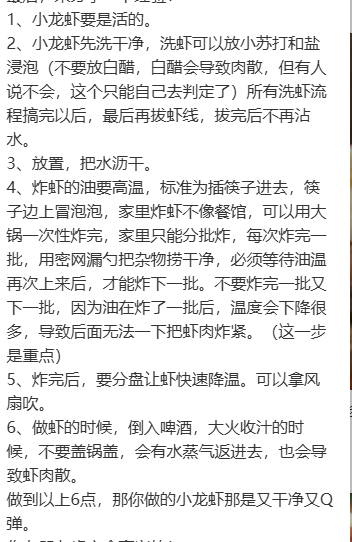 1、小龙虾要是活的。
2、小龙虾先洗干净，洗虾可以放小苏打和盐
浸泡（不要放白醋，白醋会导致肉散，但有人
说不会，这个只能自己去判定了）所有洗虾流
程搞完以后，最后再拔虾线，拔完后不再沾
水。
3、放置，把水沥干。
4、炸虾的油要高温，标准为插筷子进去，筷
子边上冒泡泡，家里炸虾不像餐馆，可以用大
锅一次性炸完，家里只能分批炸，每次炸完一
批，用密网漏勺把杂物捞干净，必须等待油温
再次上来后，才能炸下一批。不要炸完一批又
下一批，因为油在炸了一批后，温度会下降很
多，导致后面无法一下把虾肉炸紧。（这一步
是重点）
5、炸完后，要分盘让虾快速降温。可以拿风
扇吹。
6、做虾的时候，倒入啤酒，大火收汁的时
候，不要盖锅盖，会有水蒸气返进去，也会导
致虾肉散。
做到以上6点，那你做的小龙虾那是又干净又Q
弹。